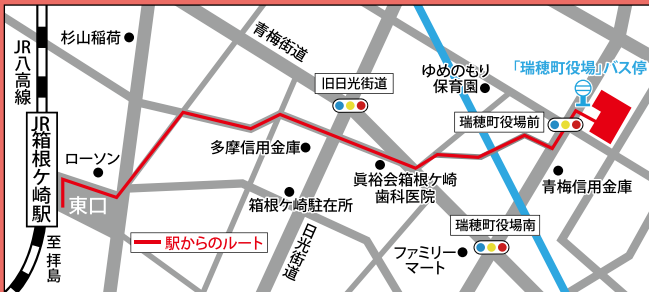 杉山稲荷
青梅街道
JR八高線
旧日光街道
ゆめのもり
保育園
「瑞穂町役場」バス停
瑞穂町役場前
JR箱根ケ崎駅
ローソン
多摩信用金庫
眞裕会箱根ケ崎
歯科医院
青梅信用金庫
東口
箱根ケ崎駐在所
瑞穂町役場南
駅からのルート
日光街道
ファミリー
マート
至拝島